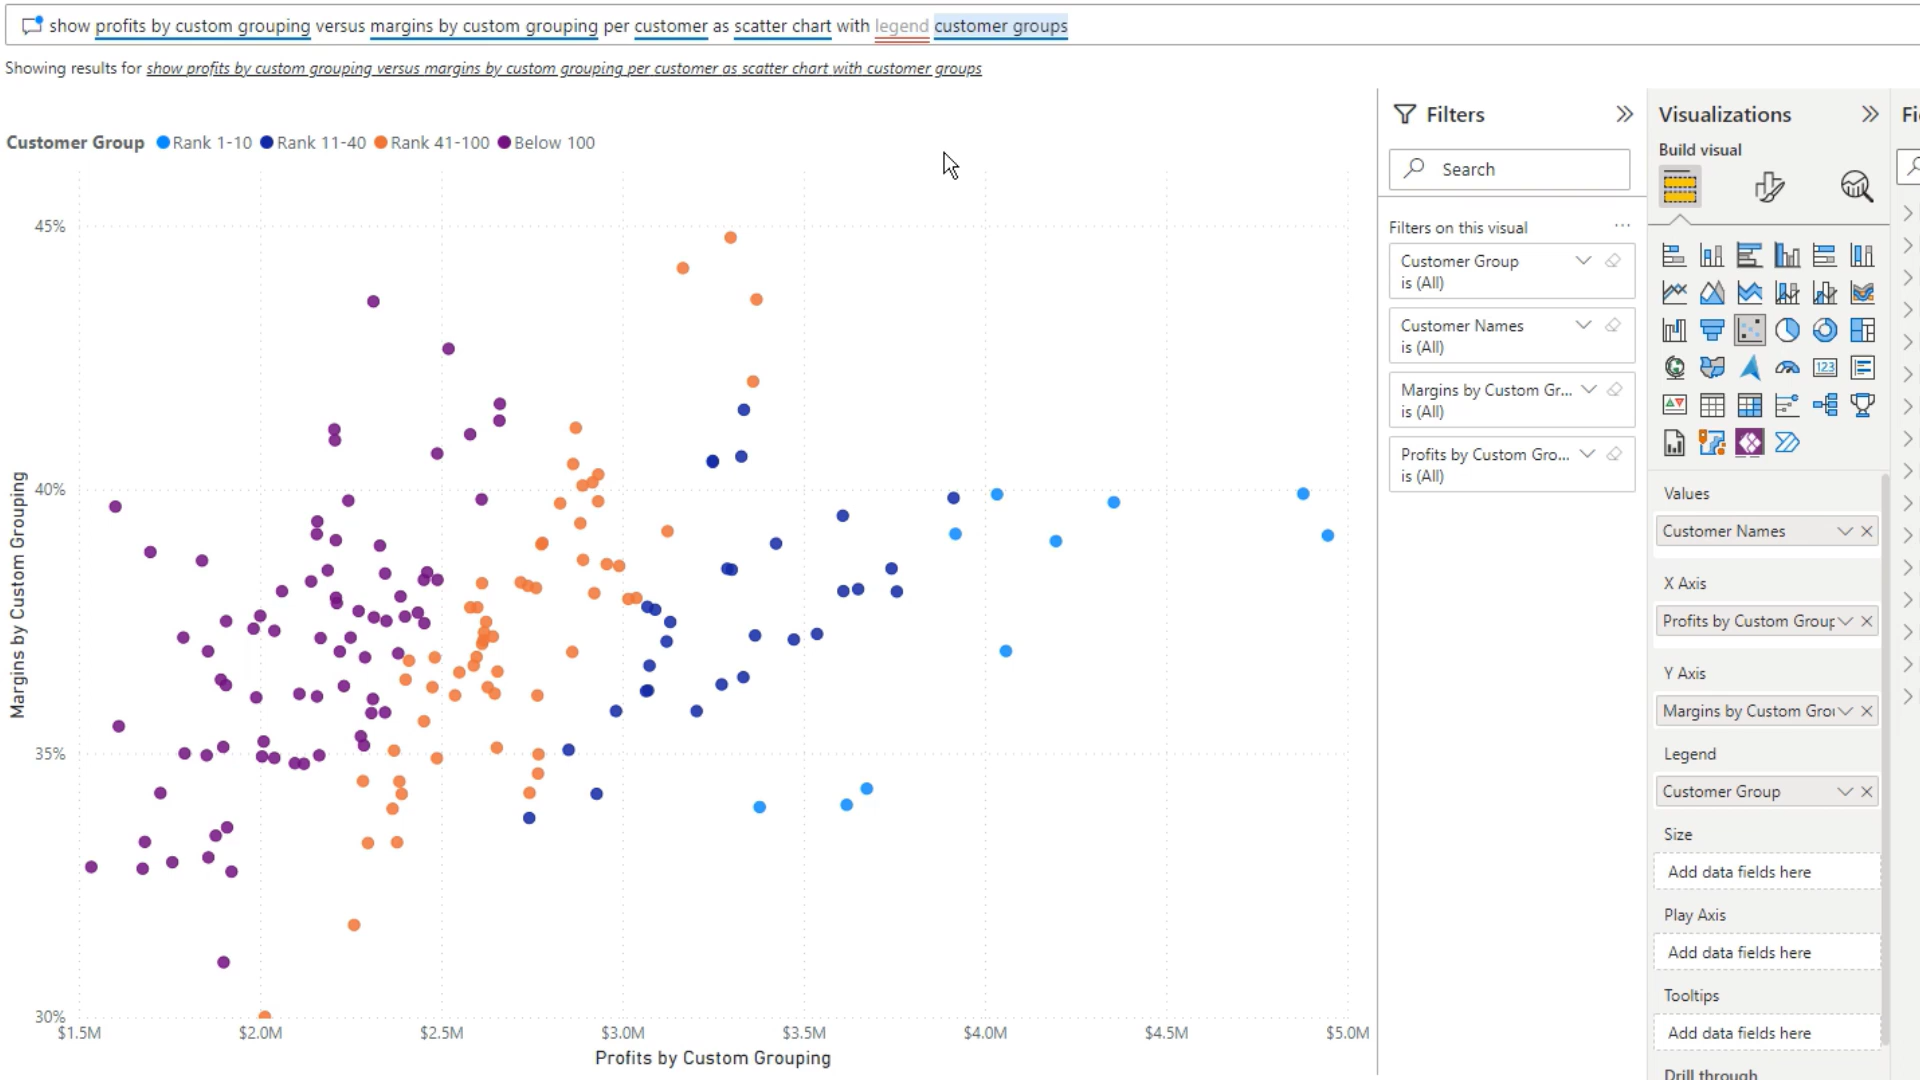 show profits by custom grouping versus margins by custom grouping per customer as scatter chart with legend customer groups
Showing results for show profits by custom grouping versus margins by custom grouping per customer as scatter chart with customer groups
Customer Group Rank 1-10 Rank 11-40 Rank 41-100 Below 100
45%
40%
35%
30%
Margins by Custom Grouping
$1.5M $2.0M $2.5M $3.0M $3.5M $4.0M $4.5M $5.0M
Profits by Custom Grouping
Filters
Search
Filters on this visual ...
Customer Group
is (All)
Customer Names
is (All)
Margins by Custom Gr...
is (All)
Profits by Custom Gro...
is (All)
Visualizations
Build visual
123
Values
Customer Names
X Axis
Profits by Custom Group
Y Axis
Margins by Custom Gro
Legend
Customer Group
Size
Add data fields here
Play Axis
Add data fields here
Tooltips
Add data fields here
Drill through
Fi